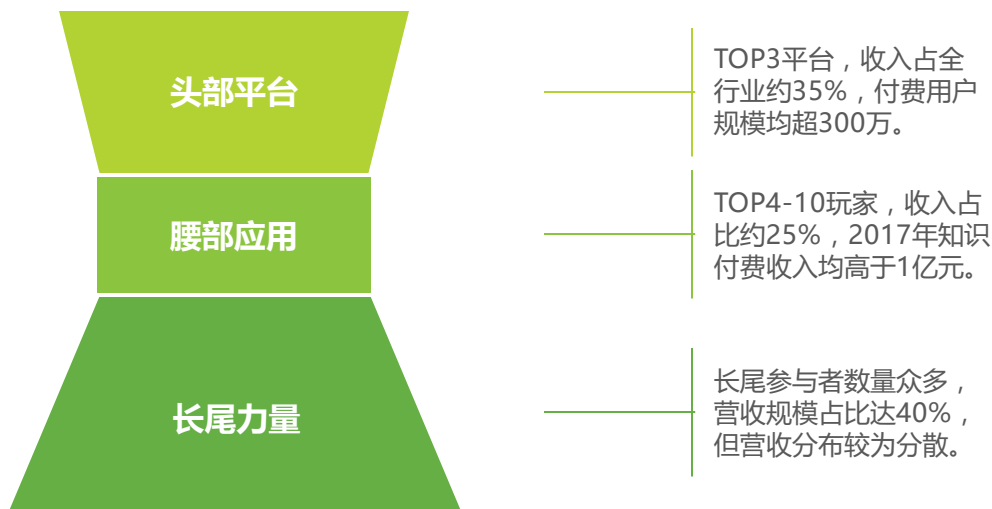 头部平台
TOP3平台，收入占全
行业约35%，付费用户
规模均超300万。
腰部应用
TOP4-10玩家，收入占
比约25%，2017年知识
付费收入均高于1亿元。
长尾力量
长尾参与者数量众多，
营收规模占比达40%，
但营收分布较为分散。